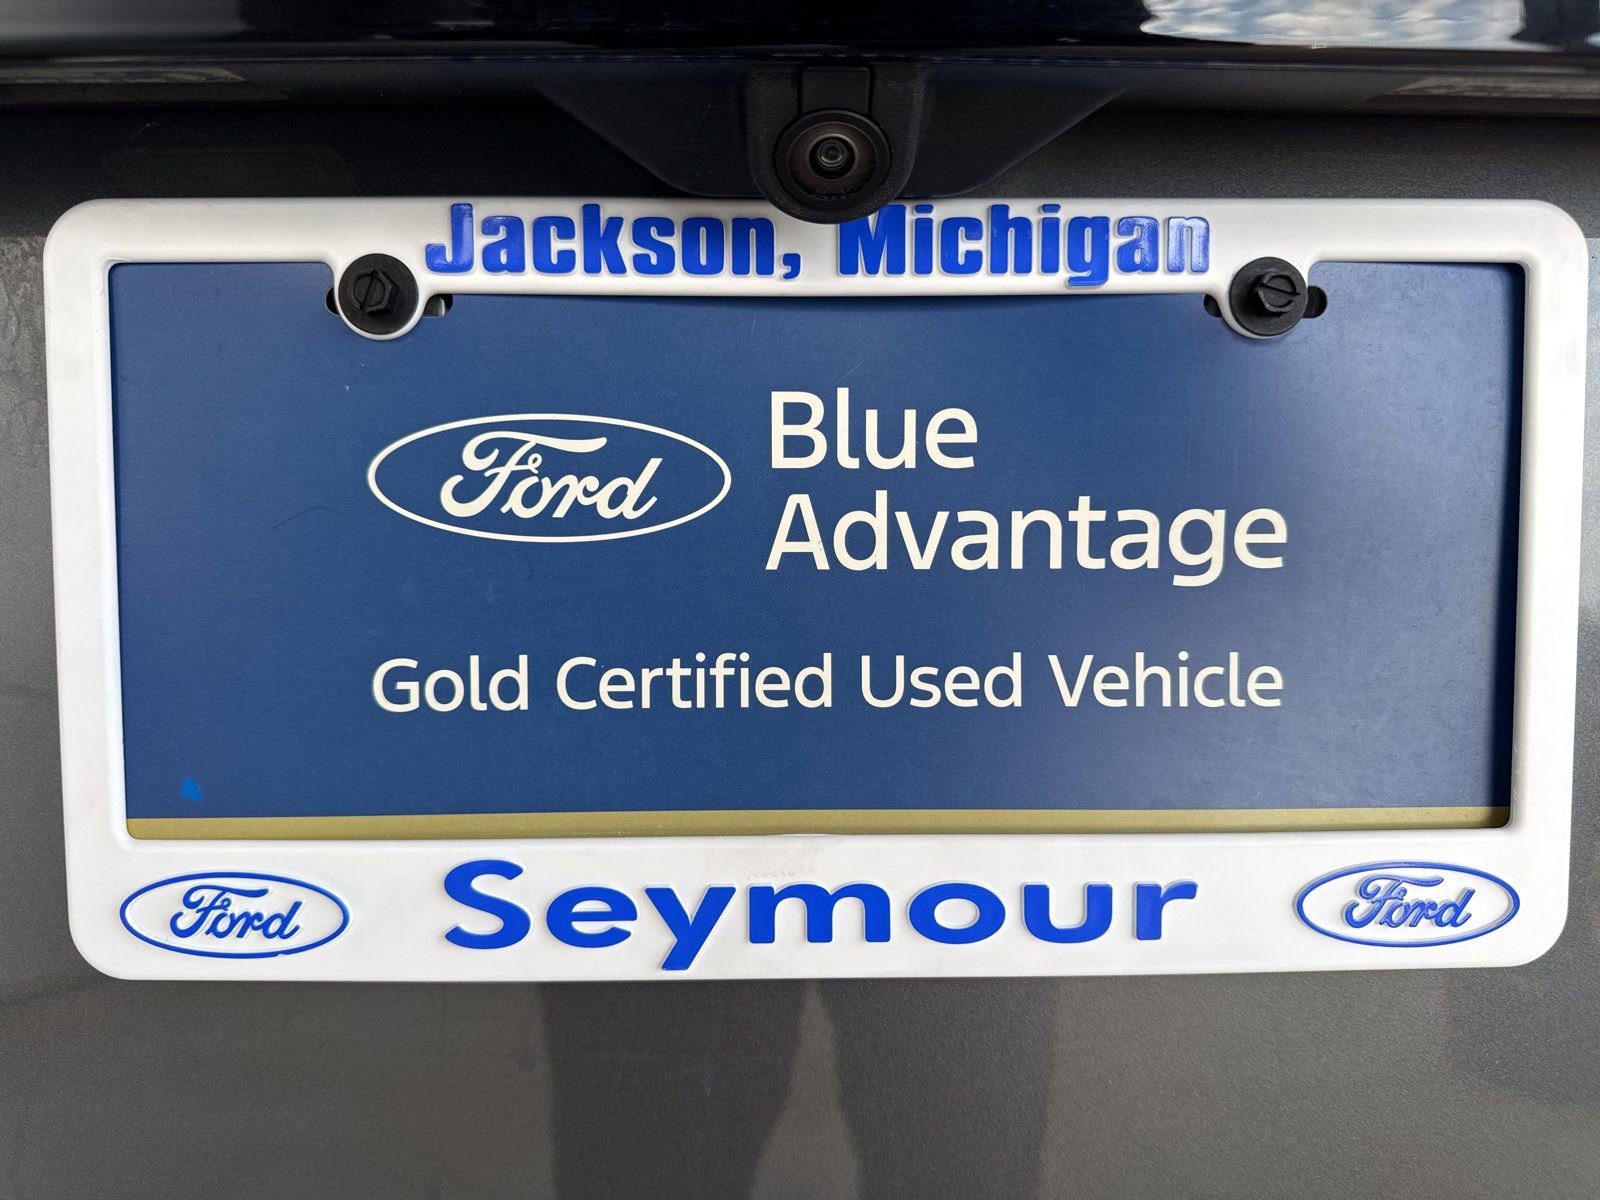 Jackson, Michigan
Ford
Blue
Advantage
Gold Certified Used Vehicle
Ford
Seymour
Ford